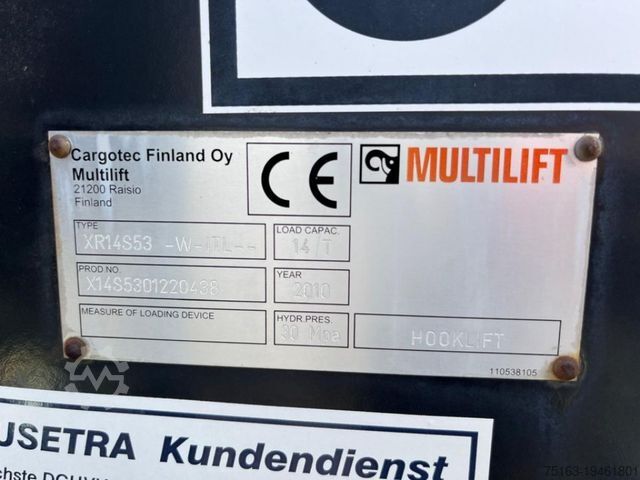 Cargotec Finland Oy
Multilift
21200 Raisio
Finland
CE
MULTILIFT
TYPE
XR14S53 -W-ITL--
LOAD CAPAC.
14 T
PROD NO.
X14S5301220438
YEAR
2010
MEASURE OF LOADING DEVICE
HYDR.PRES.
30 Mpa
HOOKLIFT
110538105
USETRA Kundendienst
75163-19461801